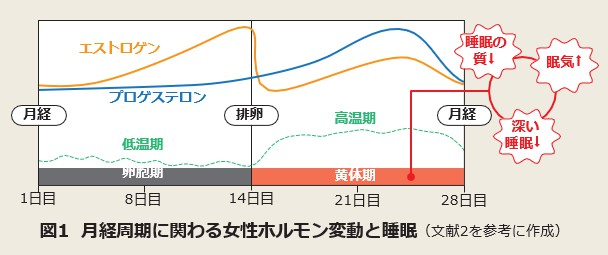 エストロゲン
プロゲステロン
月経
排卵
月経
低温期
高温期
卵胞期
黄体期
1日目
8日目
14日目
21日目
28日目
睡眠の
質↓
眠気↑
深い
睡眠↓
図1 月経周期に関わる女性ホルモン変動と睡眠（文献2を参考に作成）